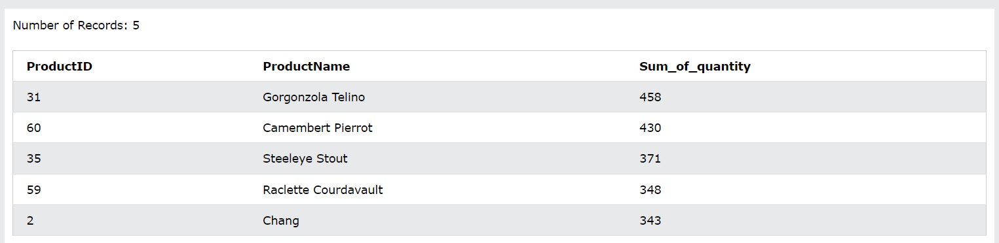 Number of Records: 5
ProductID ProductName Sum_of_quantity
31 Gorgonzola Telino 458
60 Camembert Pierrot 430
35 Steeleye Stout 371
59 Raclette Courdavault 348
2 Chang 343